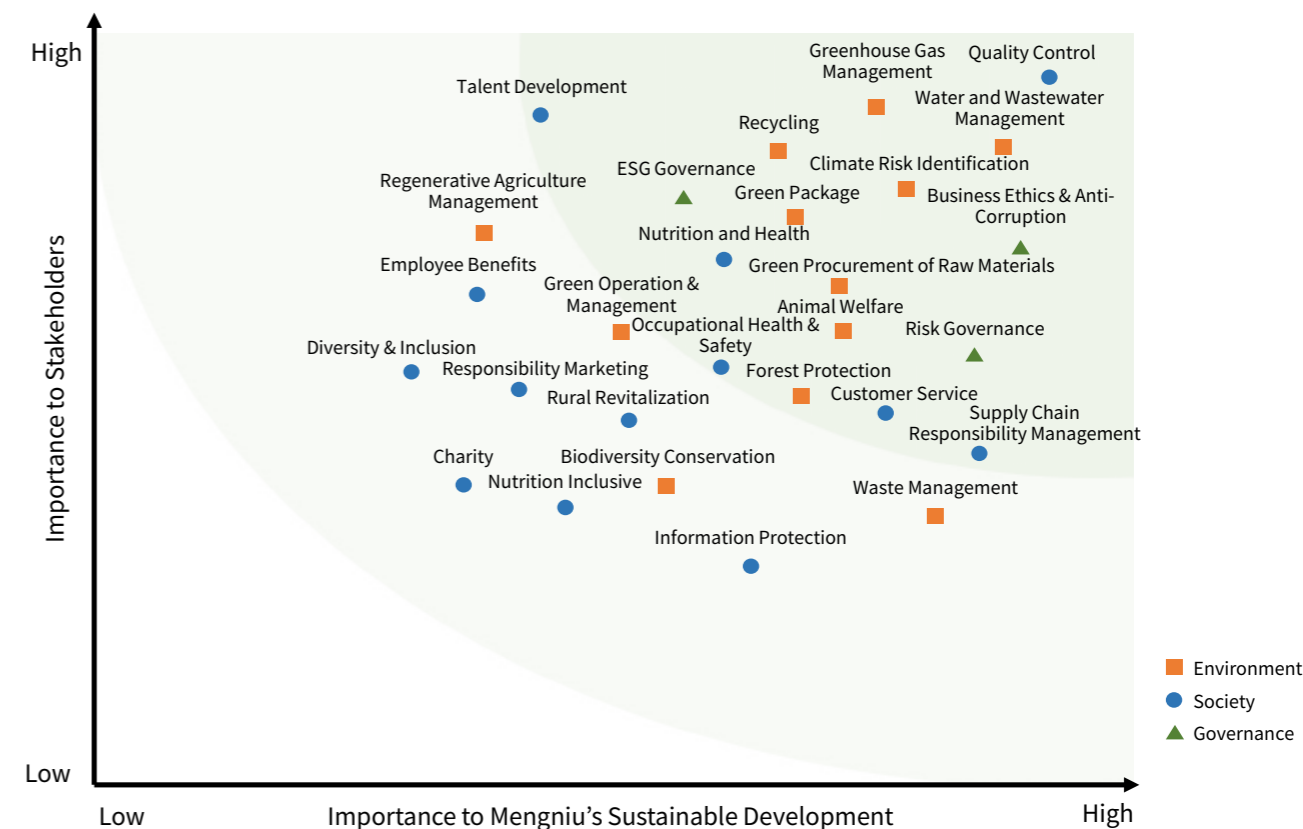 High
Greenhouse Gas
Management
Quality Control
Talent Development
Water and Wastewater
Management
Recycling
Climate Risk Identification
ESG Governance
Regenerative Agriculture
Management
Green Package
Business Ethics & Anti-
Corruption
Nutrition and Health
Employee Benefits
Green Procurement of Raw Materials
Green Operation &
Management
Animal Welfare
Occupational Health &
Safety
Risk Governance
Diversity & Inclusion
Responsibility Marketing
Forest Protection
Rural Revitalization
Customer Service
Supply Chain
Responsibility Management
Charity
Biodiversity Conservation
Nutrition Inclusive
Waste Management
Information Protection
Importance to Stakeholders
Environment
Society
Governance
Low
Low
Importance to Mengniu’s Sustainable Development
High